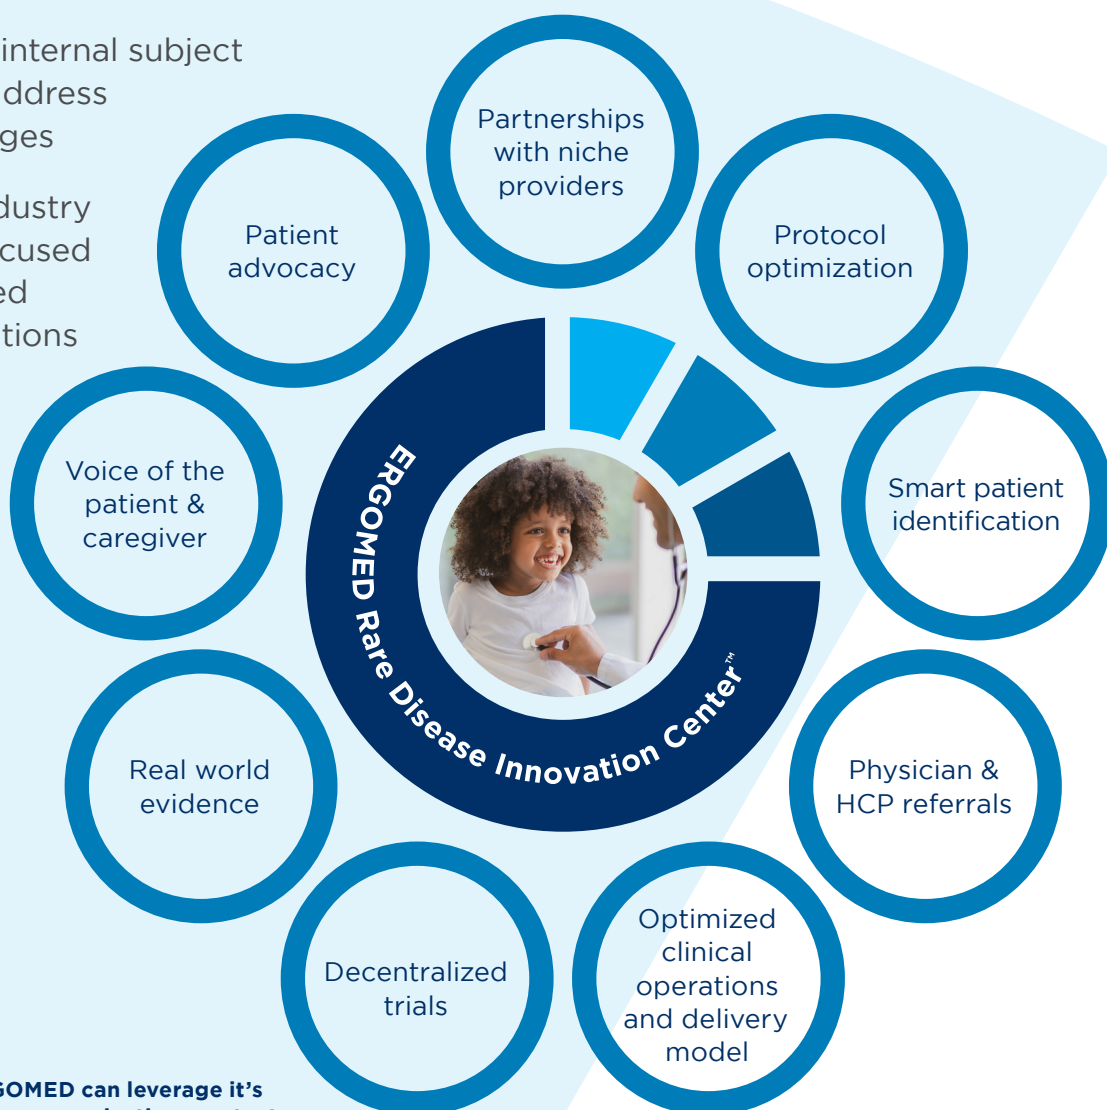 internal subject
ddress
ges
dustry
cused
ed
tions
Partnerships
with niche
providers
Patient
advocacy
Protocol
optimization
Voice of the
patient &
caregiver
Smart patient
identification
ERGOMED Rare Disease Innovation Center™
Real world
evidence
Physician &
HCP referrals
Decentralized
trials
Optimized
clinical
operations
and delivery
model
GOMED can leverage it's